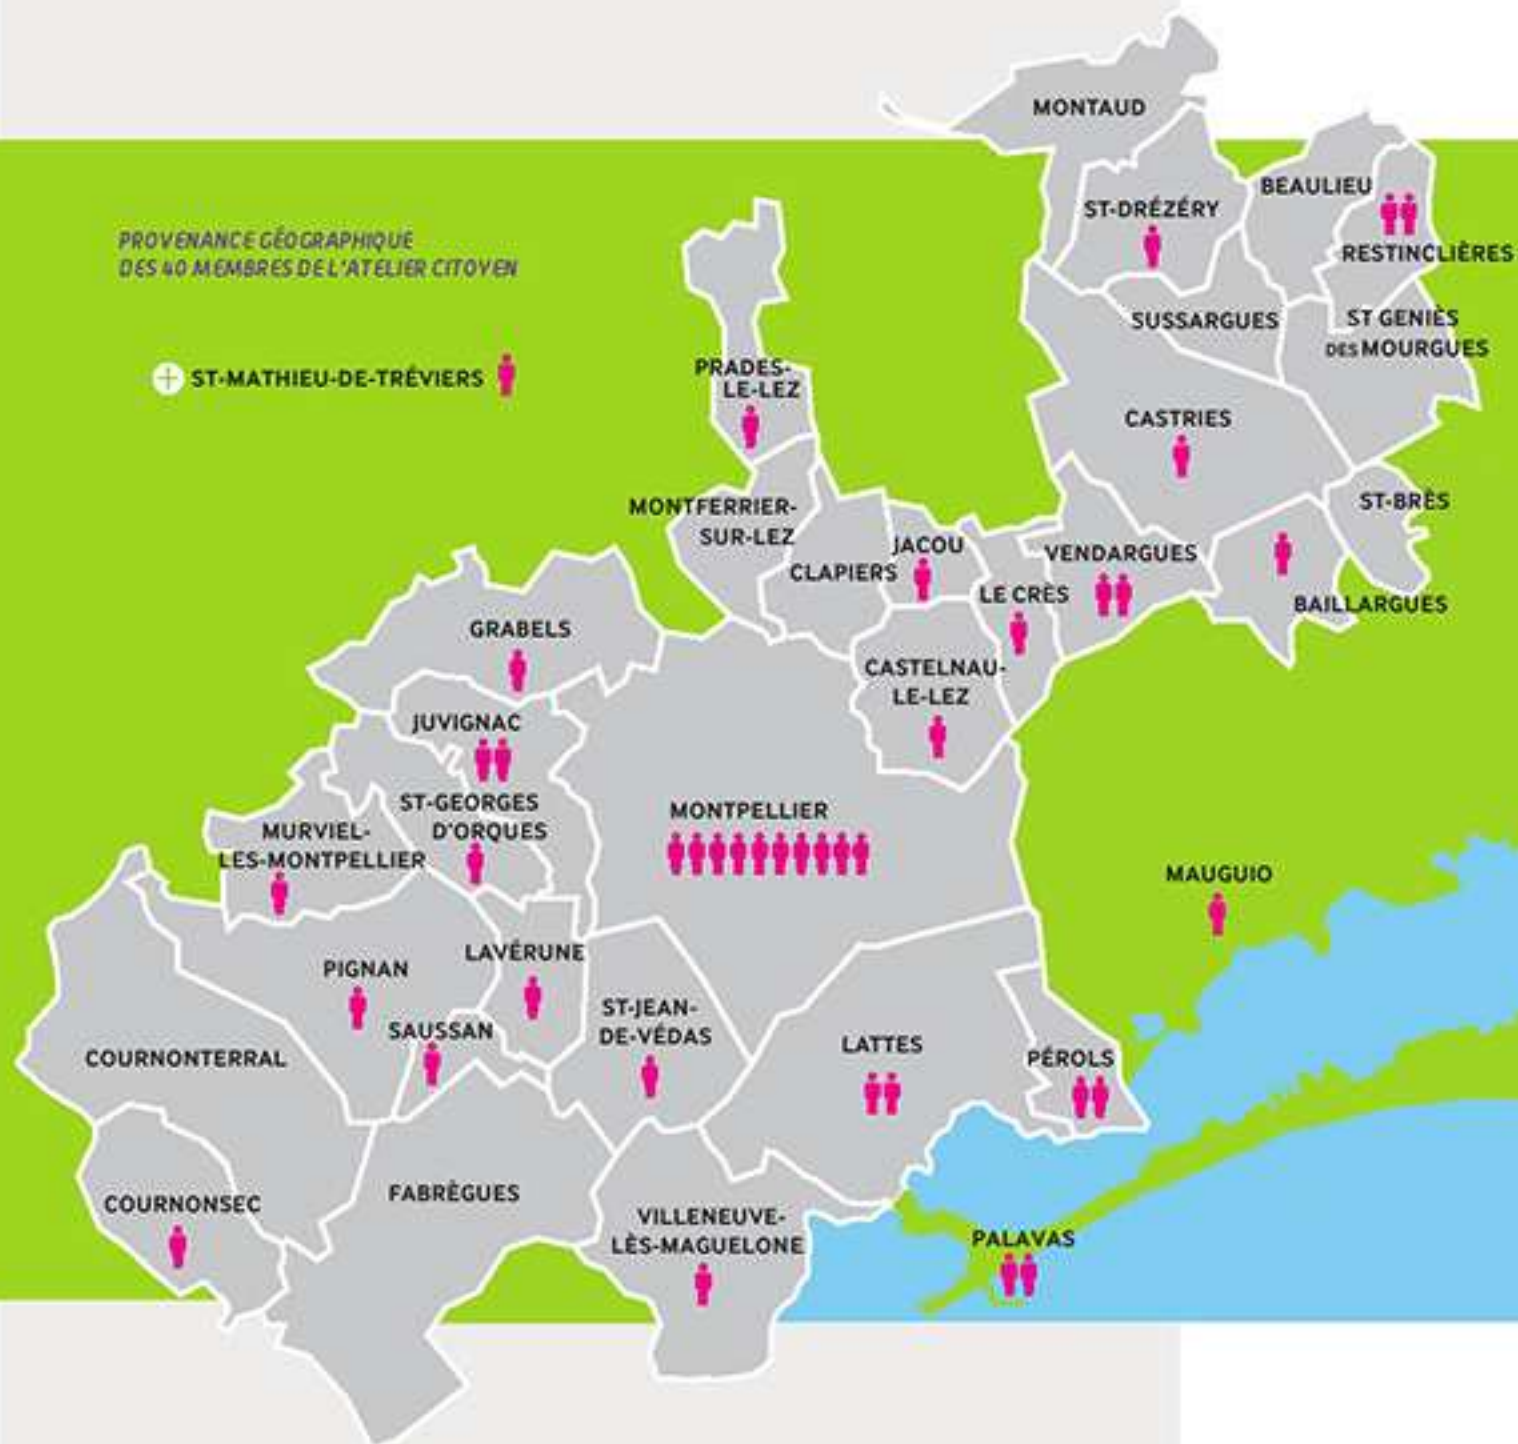 MONTAUD
BEAULIEU
ST-DRÉZÉRY
PROVENANCE GÉOGRAPHIQUE
DES 40 MEMBRES DE L'ATELIER CITOYEN
RESTINCLIÈRES
SUSSARGUES
ST GENIÈS
DES MOURGUES
ST-MATHIEU-DE-TRÉVIERS
PRADES-
LE-LEZ
CASTRIES
MONTFERRIER-
SUR-LEZ
ST-BRÈS
JACOU
VENDARGUES
CLAPIERS
LE CRÈS
BAILLARGUES
GRABELS
CASTELNAU-
LE-LEZ
JUVIGNAC
ST-GEORGES
D'ORQUES
MONTPELLIER
MURVIEL-
LES-MONTPELLIER
MAUGUIO
LAVÉRUNE
PIGNAN
ST-JEAN-
DE-VÉDAS
SAUSSAN
LATTES
PÉROLS
COURNONTERRAL
FABRÈGUES
COURNONSEC
VILLENEUVE-
LÈS-MAGUELONE
PALAVAS